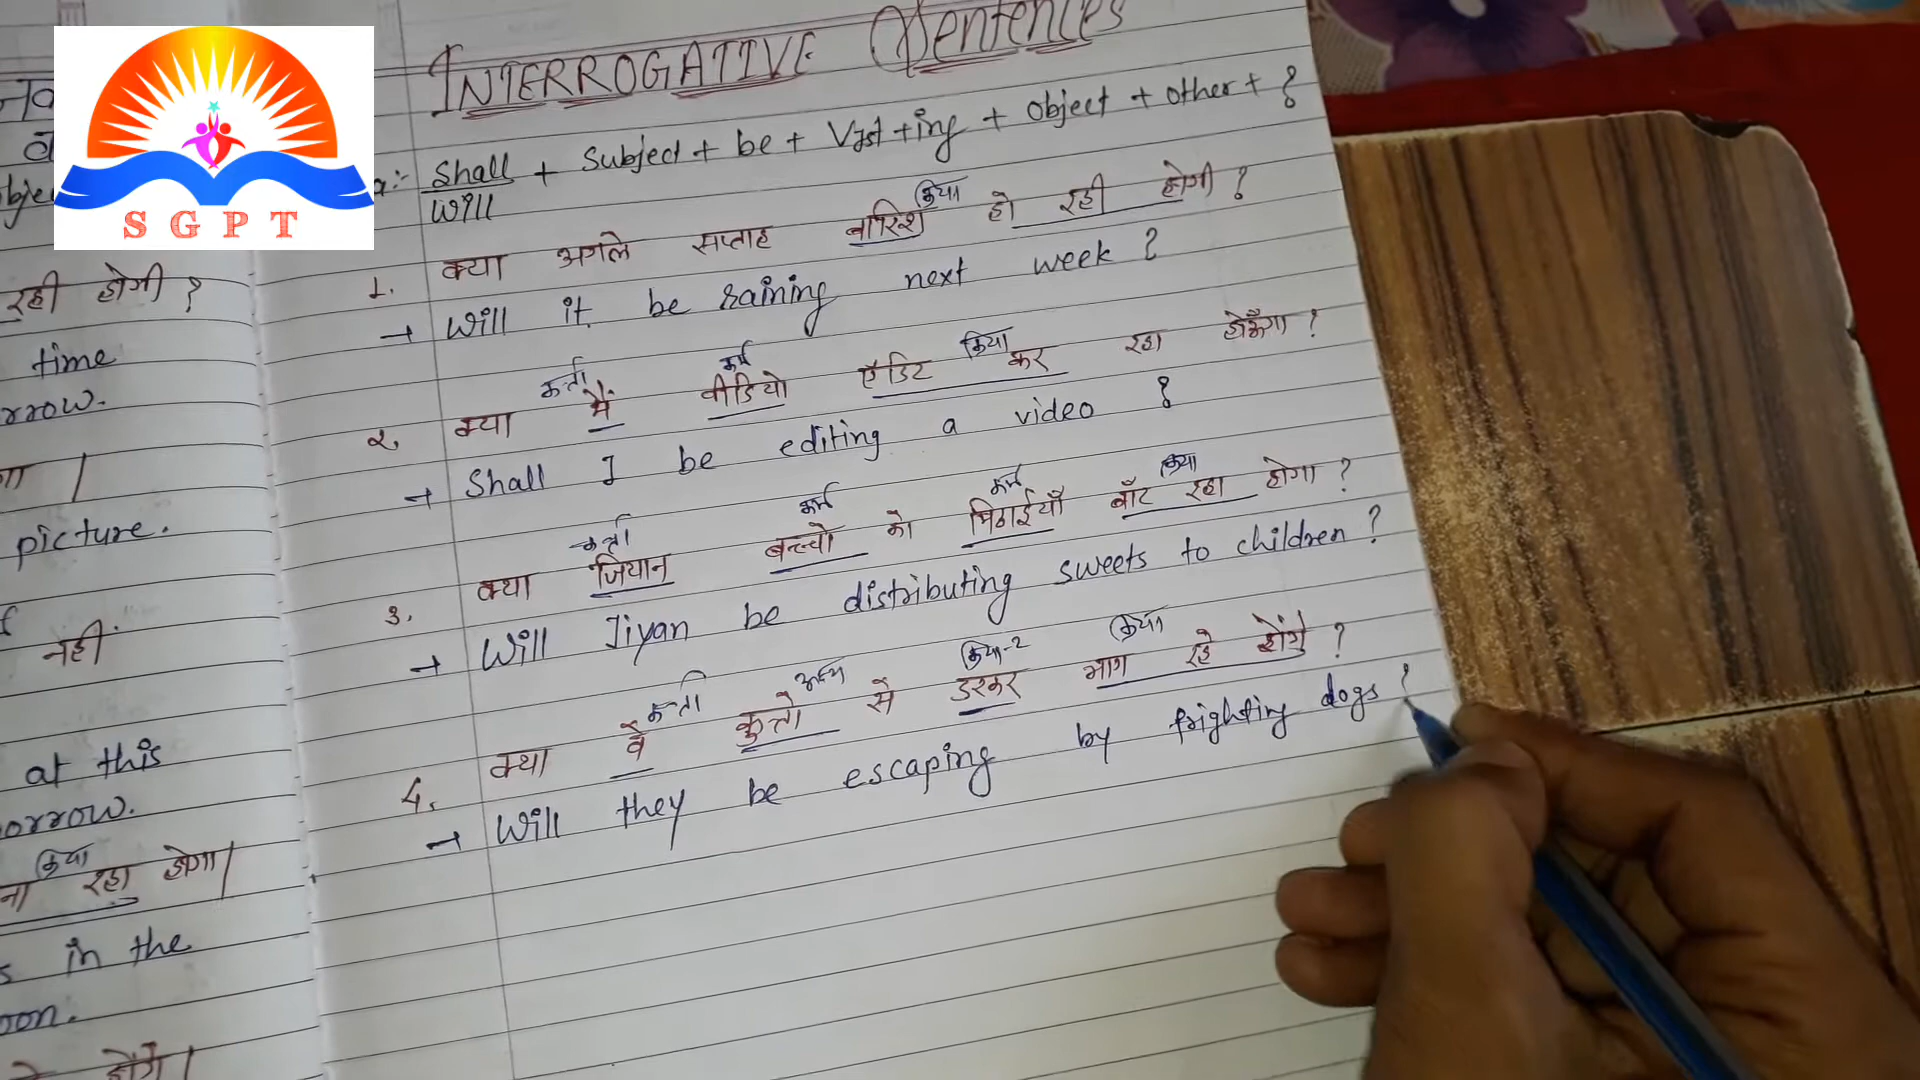 SGPT
रही होगी ?
time
rrow.
picture.
नहीं
at this
orrow.
क्रिया
रहा होगा|
in the
oon.
INTERROGATIVE Sentences
Shall + Subject + be + V1st + ing + object + other + ?
Will
क्रिया
1. क्या अगले सप्ताह बारिश हो रही होगी ?
→ Will it be raining next week ?
कर्ता कर्म क्रिया
2. क्या मैं वीडियो एडिट कर रहा होऊँगा ?
→ Shall I be editing a video ?
कर्ता कर्म कर्म क्रिया
3. क्या जियान बच्चो को मिठाईयाँ बाँट रहा होगा ?
→ Will Jiyan be distributing sweets to children ?
कर्ता अन्य क्रिया-2 क्रिया
4. क्या वे कुत्तो से डरकर भाग रहे होंगे ?
→ Will they be escaping by frighting dogs ?